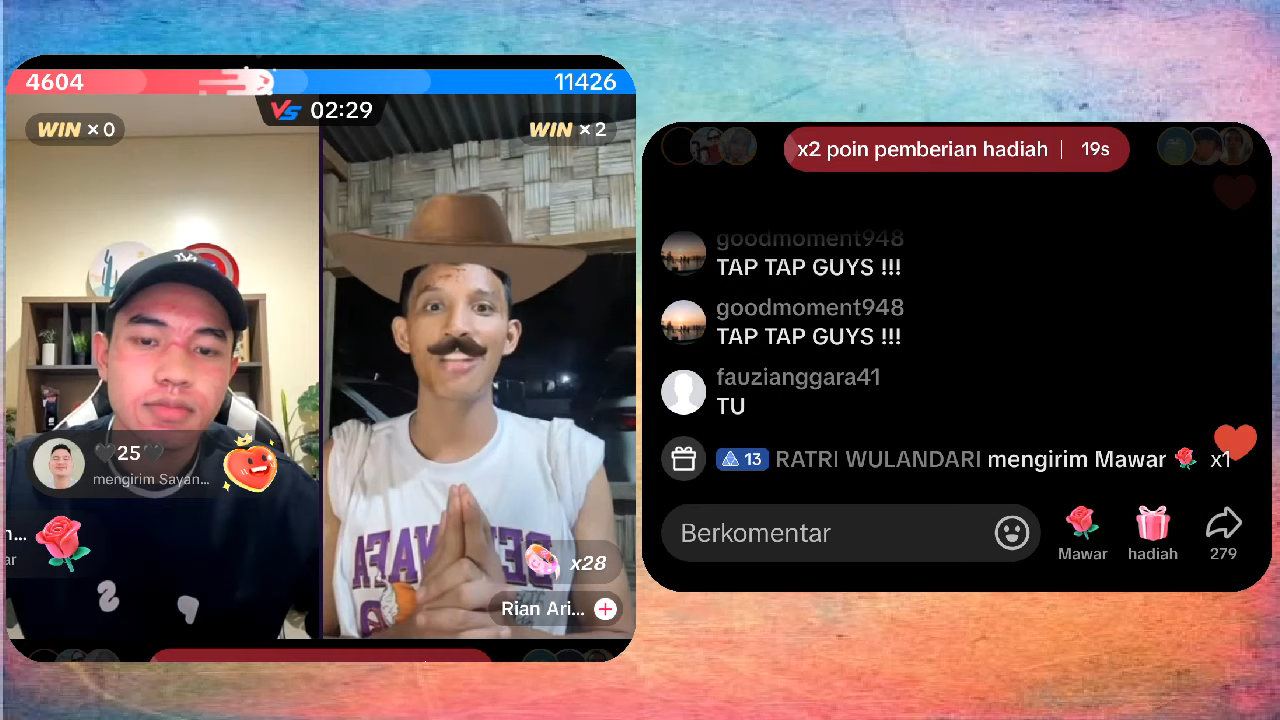 4604
11426
VS 02:29
WIN × 0
WIN × 2
🖤25🖤
mengirim Sayan...
x28
Rian Ari...
x2 poin pemberian hadiah | 19s
goodmoment948
TAP TAP GUYS !!!
goodmoment948
TAP TAP GUYS !!!
fauzianggara41
TU
13 RATRI WULANDARI mengirim Mawar 🌹 x1
Berkomentar
Mawar
hadiah
279